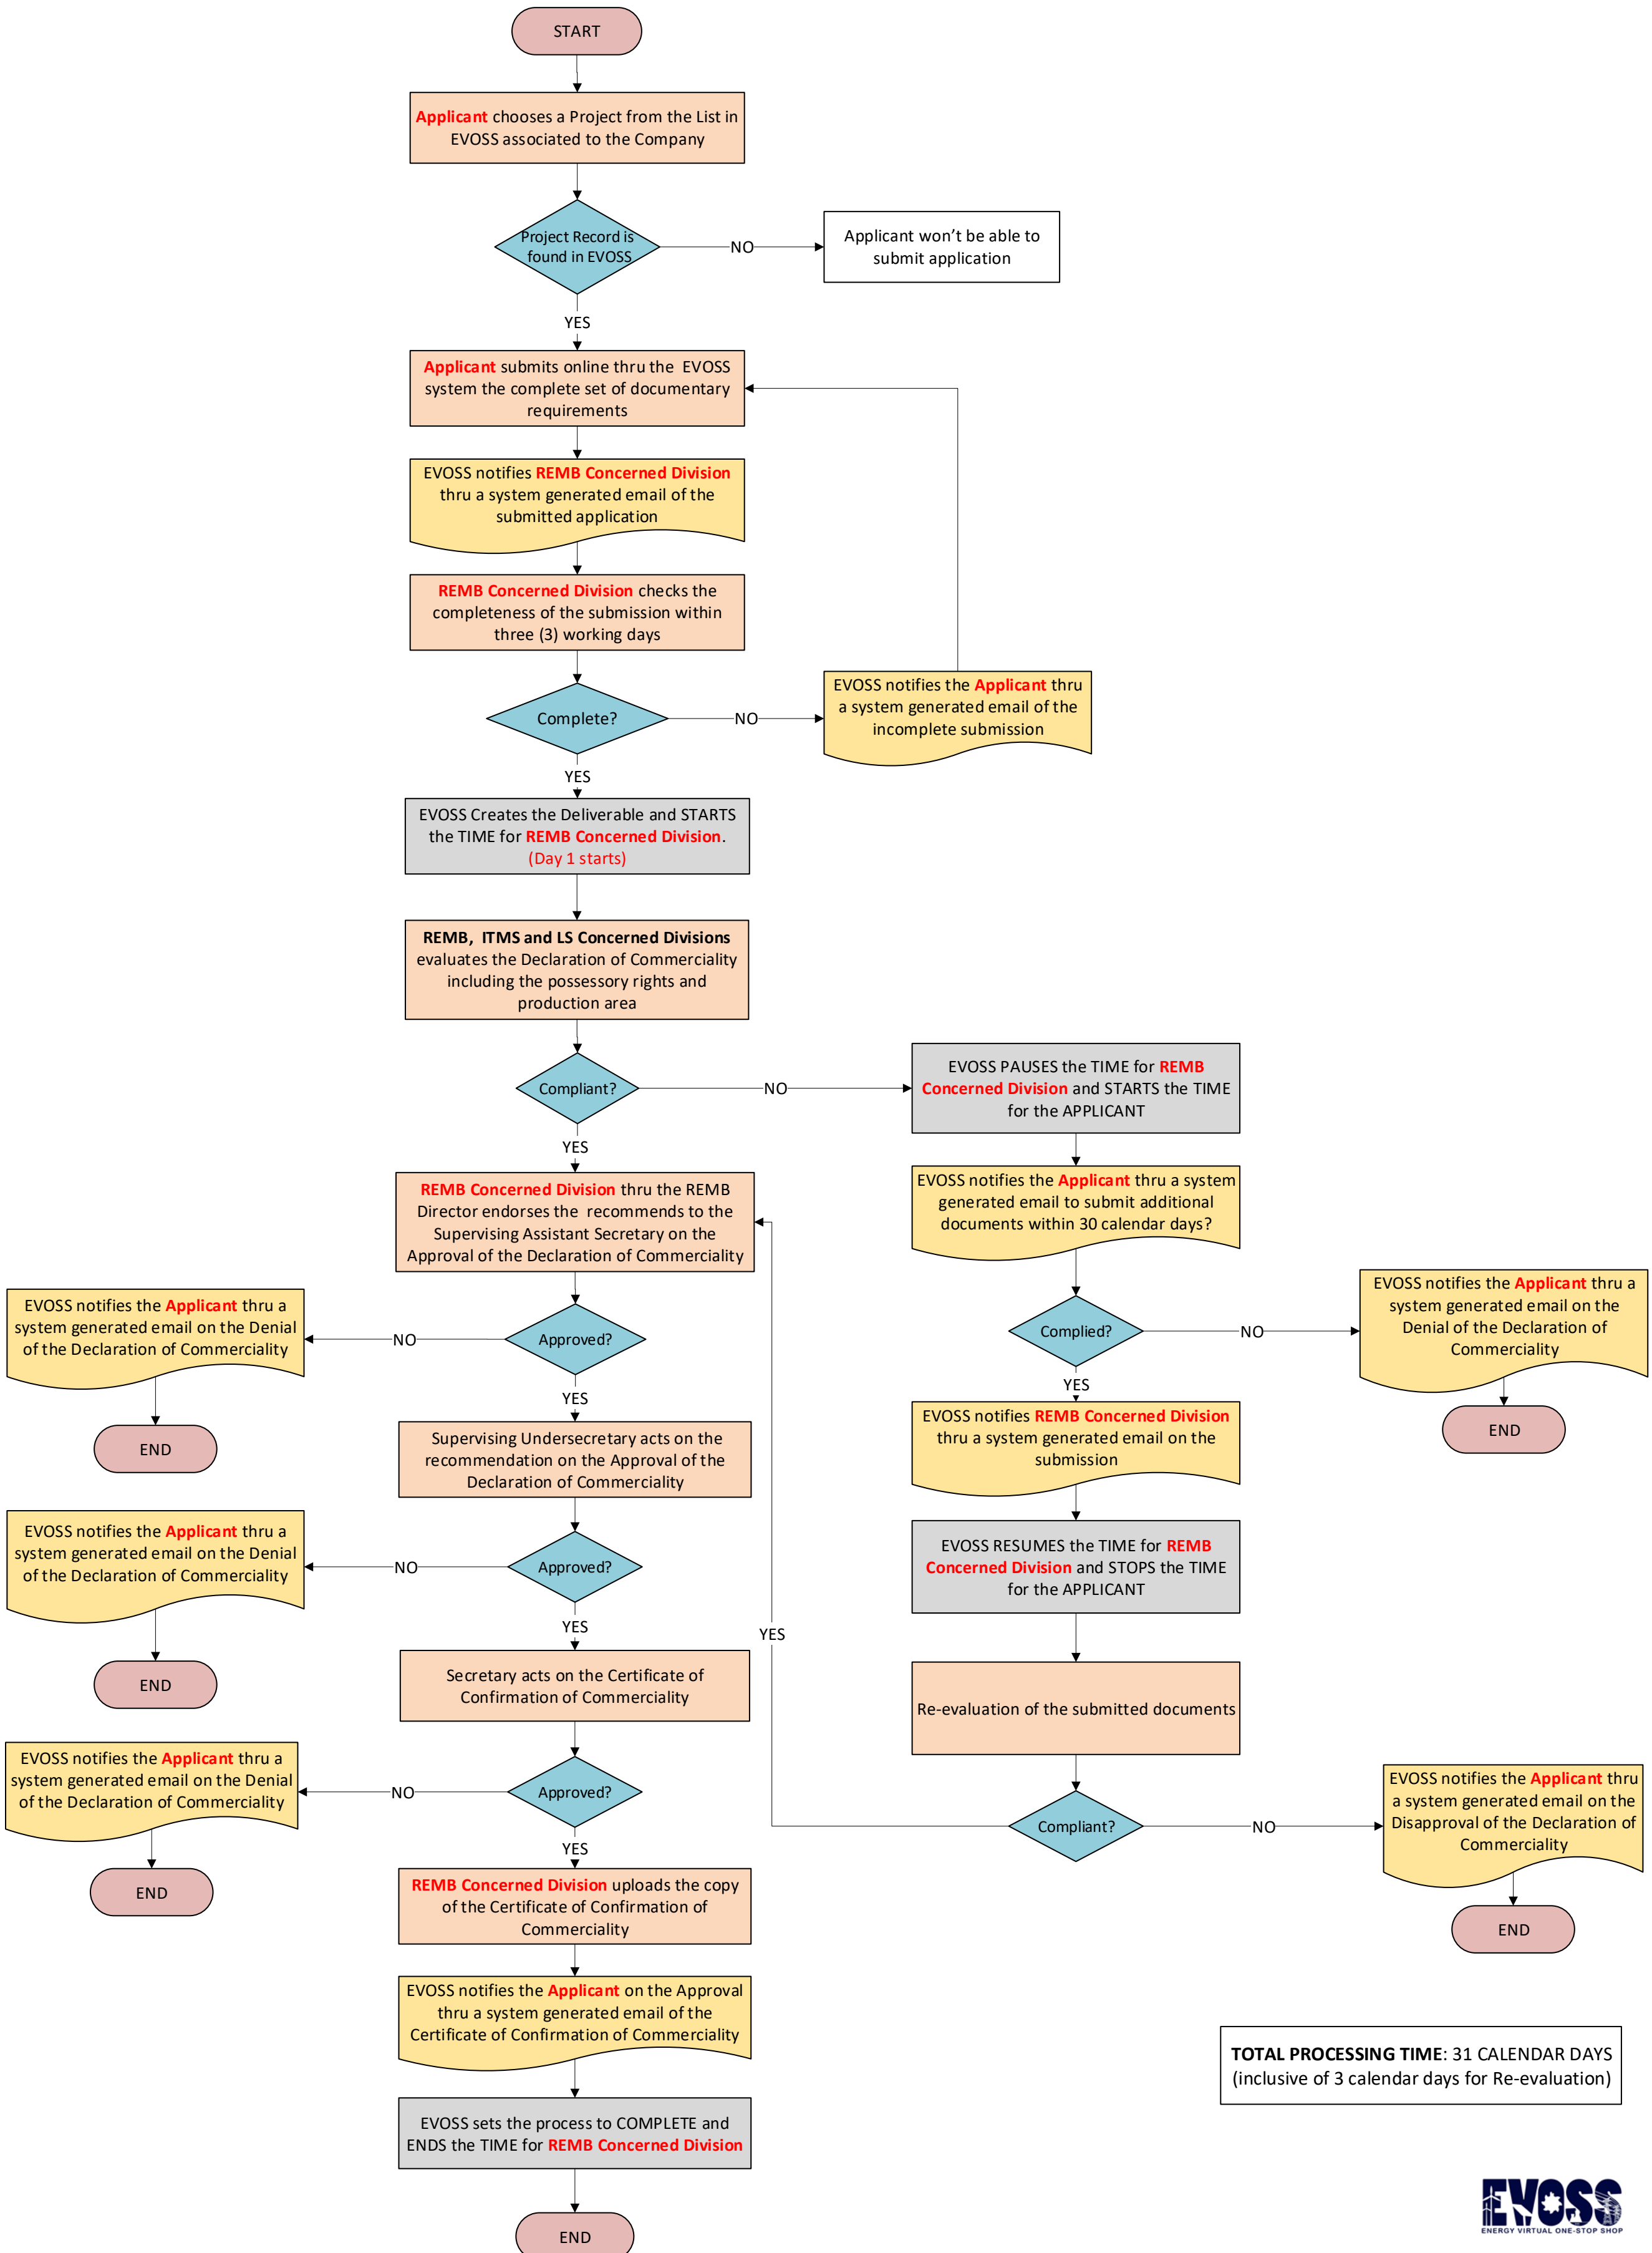 START
Applicant chooses a Project from the List in
EVOSS associated to the Company
Project Record is
found in EVOSS
NO
Applicant won't be able to
submit application
YES
Applicant submits online thru the EVOSS
system the complete set of documentary
requirements
EVOSS notifies REMB Concerned Division
thru a system generated email of the
submitted application
REMB Concerned Division checks the
completeness of the submission within
three (3) working days
Complete?
NO
EVOSS notifies the Applicant thru
a system generated email of the
incomplete submission
YES
EVOSS Creates the Deliverable and STARTS
the TIME for REMB Concerned Division.
(Day 1 starts)
REMB, ITMS and LS Concerned Divisions
evaluates the Declaration of Commerciality
including the possessory rights and
production area
Compliant?
NO
EVOSS PAUSES the TIME for REMB
Concerned Division and STARTS the TIME
for the APPLICANT
YES
REMB Concerned Division thru the REMB
Director endorses the recommends to the
Supervising Assistant Secretary on the
Approval of the Declaration of Commerciality
EVOSS notifies the Applicant thru a system
generated email to submit additional
documents within 30 calendar days?
Approved?
NO
EVOSS notifies the Applicant thru a
system generated email on the Denial
of the Declaration of Commerciality
END
Complied?
NO
EVOSS notifies the Applicant thru a
system generated email on the
Denial of the Declaration of
Commerciality
END
YES
Supervising Undersecretary acts on the
recommendation on the Approval of the
Declaration of Commerciality
YES
EVOSS notifies REMB Concerned Division
thru a system generated email on the
submission
Approved?
NO
EVOSS notifies the Applicant thru a
system generated email on the Denial
of the Declaration of Commerciality
END
EVOSS RESUMES the TIME for REMB
Concerned Division and STOPS the TIME
for the APPLICANT
YES
YES
Secretary acts on the Certificate of
Confirmation of Commerciality
Re-evaluation of the submitted documents
Approved?
NO
EVOSS notifies the Applicant thru a
system generated email on the Denial
of the Declaration of Commerciality
END
Compliant?
NO
EVOSS notifies the Applicant thru
a system generated email on the
Disapproval of the Declaration of
Commerciality
END
YES
REMB Concerned Division uploads the copy
of the Certificate of Confirmation of
Commerciality
EVOSS notifies the Applicant on the Approval
thru a system generated email of the
Certificate of Confirmation of Commerciality
EVOSS sets the process to COMPLETE and
ENDS the TIME for REMB Concerned Division
END
TOTAL PROCESSING TIME: 31 CALENDAR DAYS
(inclusive of 3 calendar days for Re-evaluation)
EVOSS
ENERGY VIRTUAL ONE-STOP SHOP